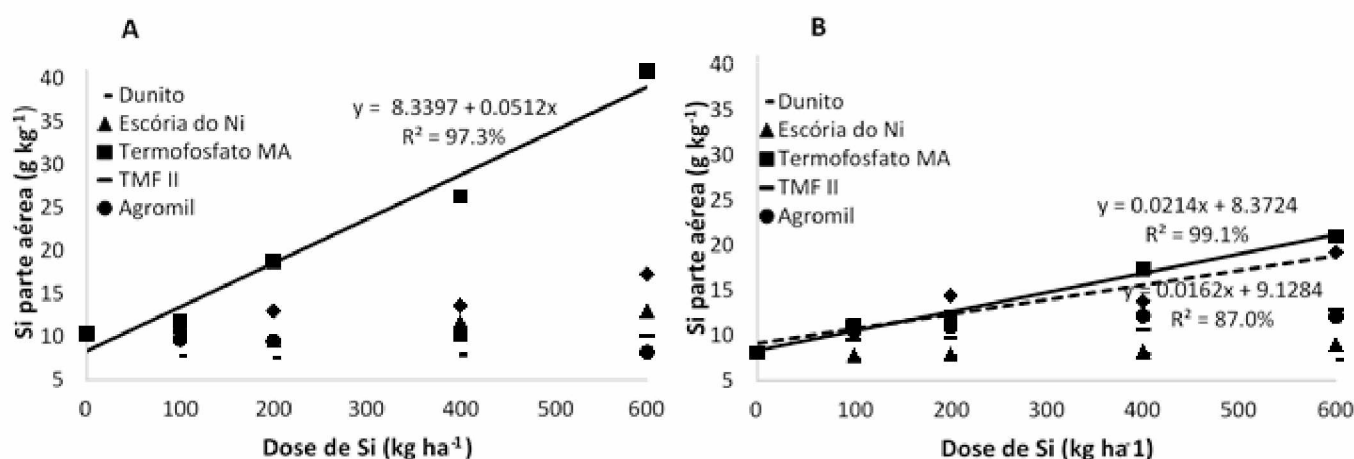 A
Si parte aérea (g kg⁻¹)
40
35
30
25
20
15
10
5
Dunito
Escória do Ni
Termofosfato MA
TMF II
Agromil
y = 8.3397 + 0.0512x
R² = 97.3%
0 100 200 300 400 500 600
Dose de Si (kg ha⁻¹)
B
Si parte aérea (g kg⁻¹)
40
35
30
25
20
15
10
5
Dunito
Escória do Ni
Termofosfato MA
TMF II
Agromil
y = 0.0214x + 8.3724
R² = 99.1%
y = 0.0162x + 9.1284
R² = 87.0%
0 100 200 300 400 500 600
Dose de Si (kg ha⁻1)